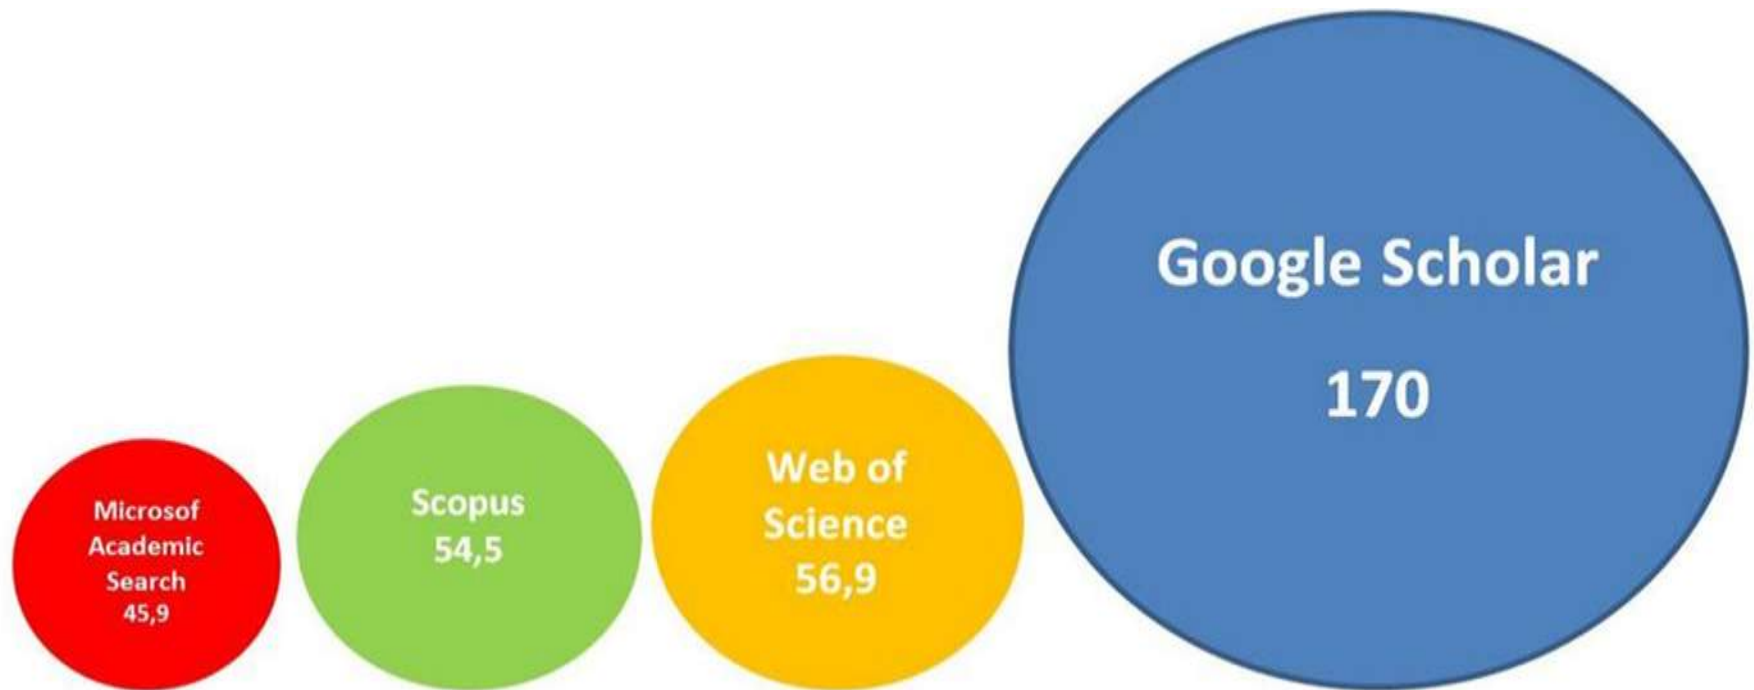 Microsof
Academic
Search
45,9
Scopus
54,5
Web of
Science
56,9
Google Scholar
170